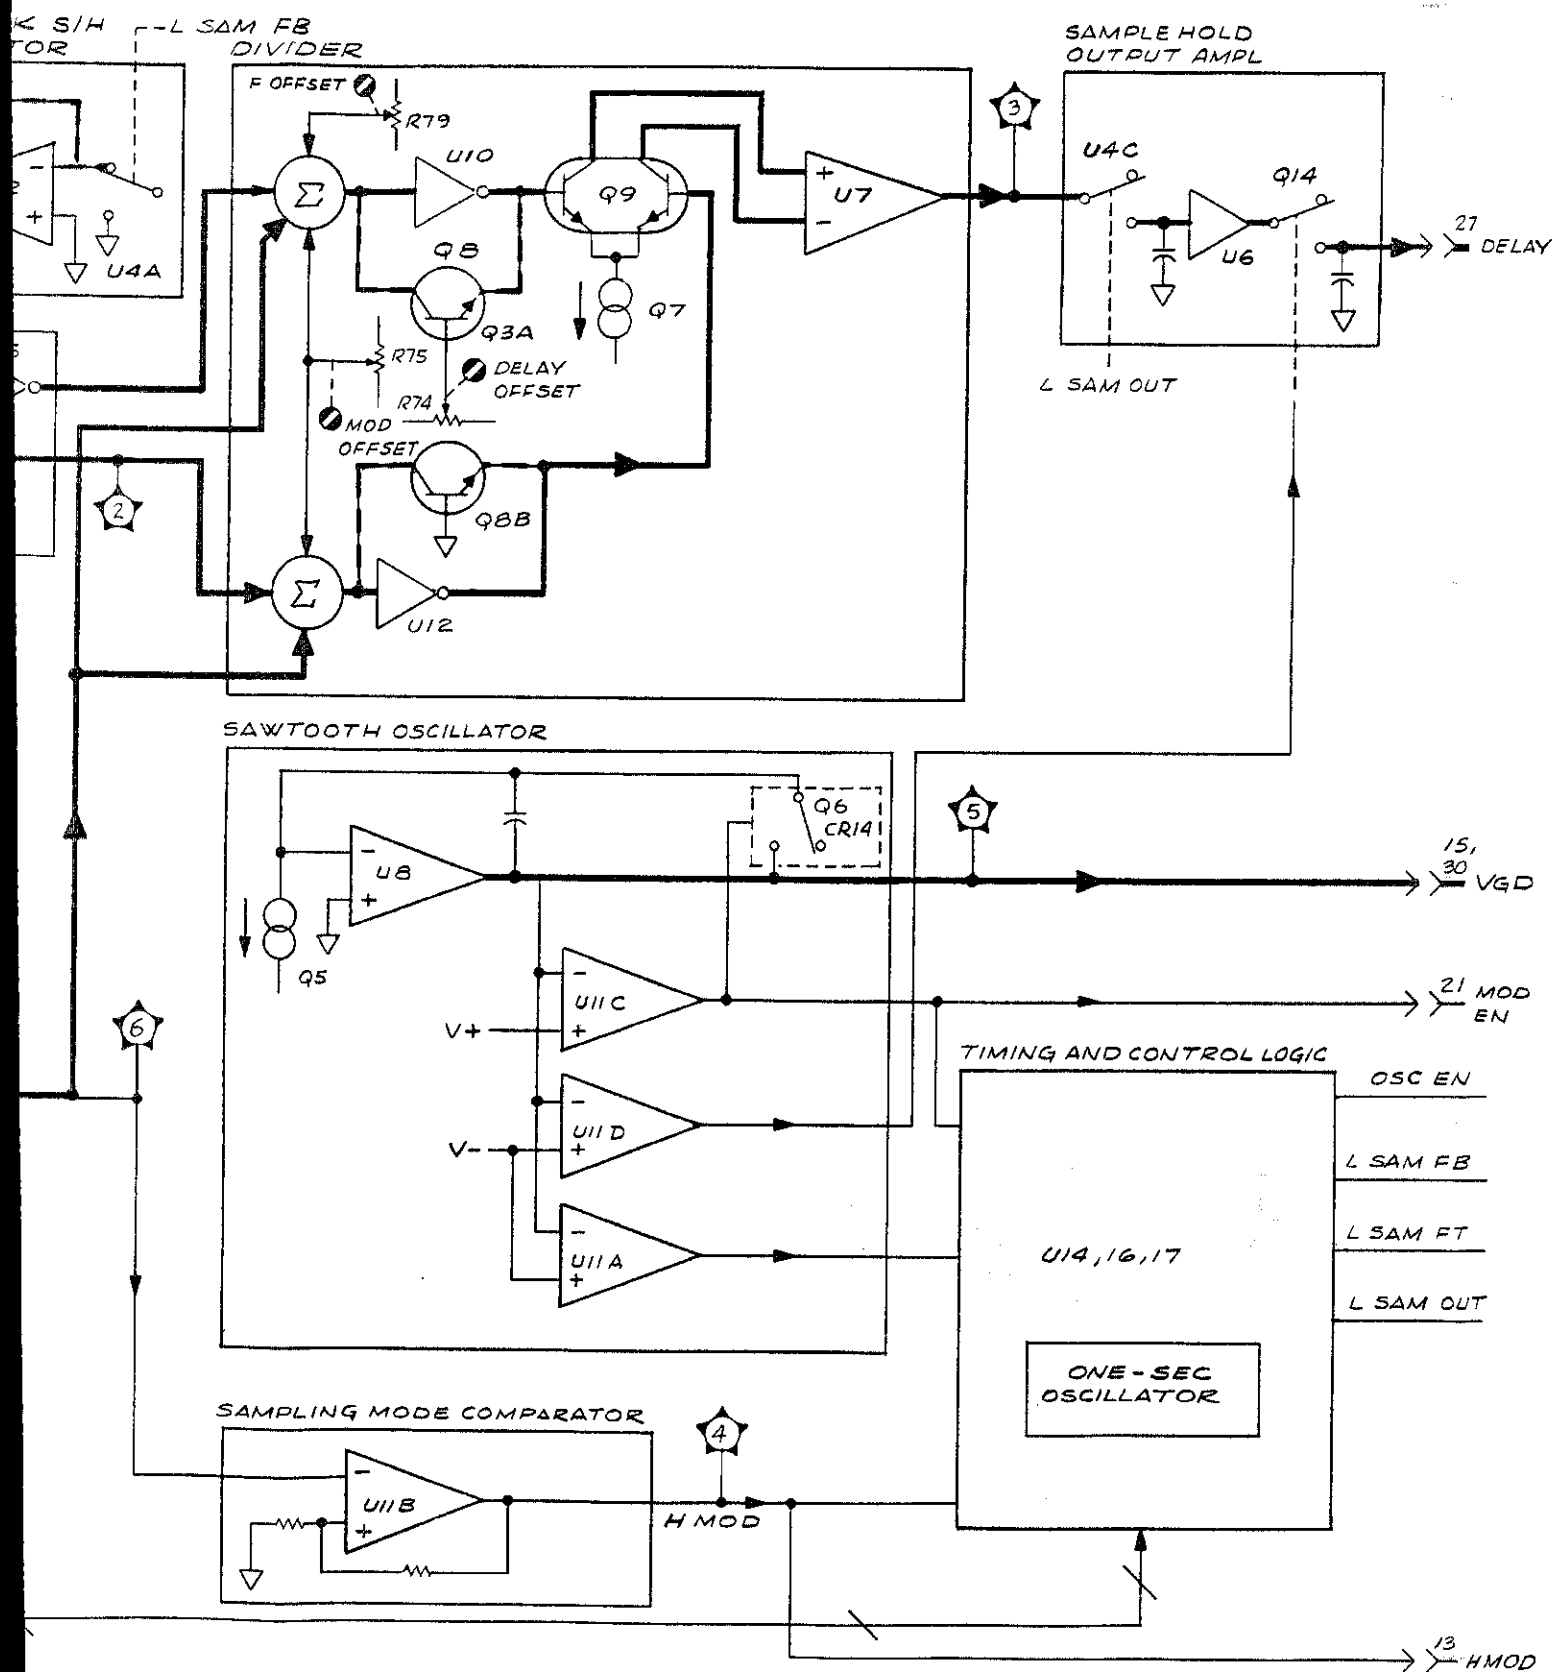 K S/H
TOR
L SAM FB
DIVIDER
SAMPLE HOLD
OUTPUT AMPL
F OFFSET
R79
3
U10
Q9
U7
U4C
Q14
-
+
U4A
Σ
+
-
U6
27
DELAY
Q8
Q3A
Q7
R75
DELAY
OFFSET
R74
MOD
OFFSET
L SAM OUT
2
Q8B
Σ
U12
SAWTOOTH OSCILLATOR
Q6
CR14
5
-
U8
+
15,
30
VGD
Q5
-
U11C
+
V+
21
MOD
EN
6
TIMING AND CONTROL LOGIC
OSC EN
-
U11D
+
V-
L SAM FB
-
U11A
+
U14,16,17
L SAM FT
L SAM OUT
ONE-SEC
OSCILLATOR
SAMPLING MODE COMPARATOR
4
-
U11B
+
H MOD
13
HMOD